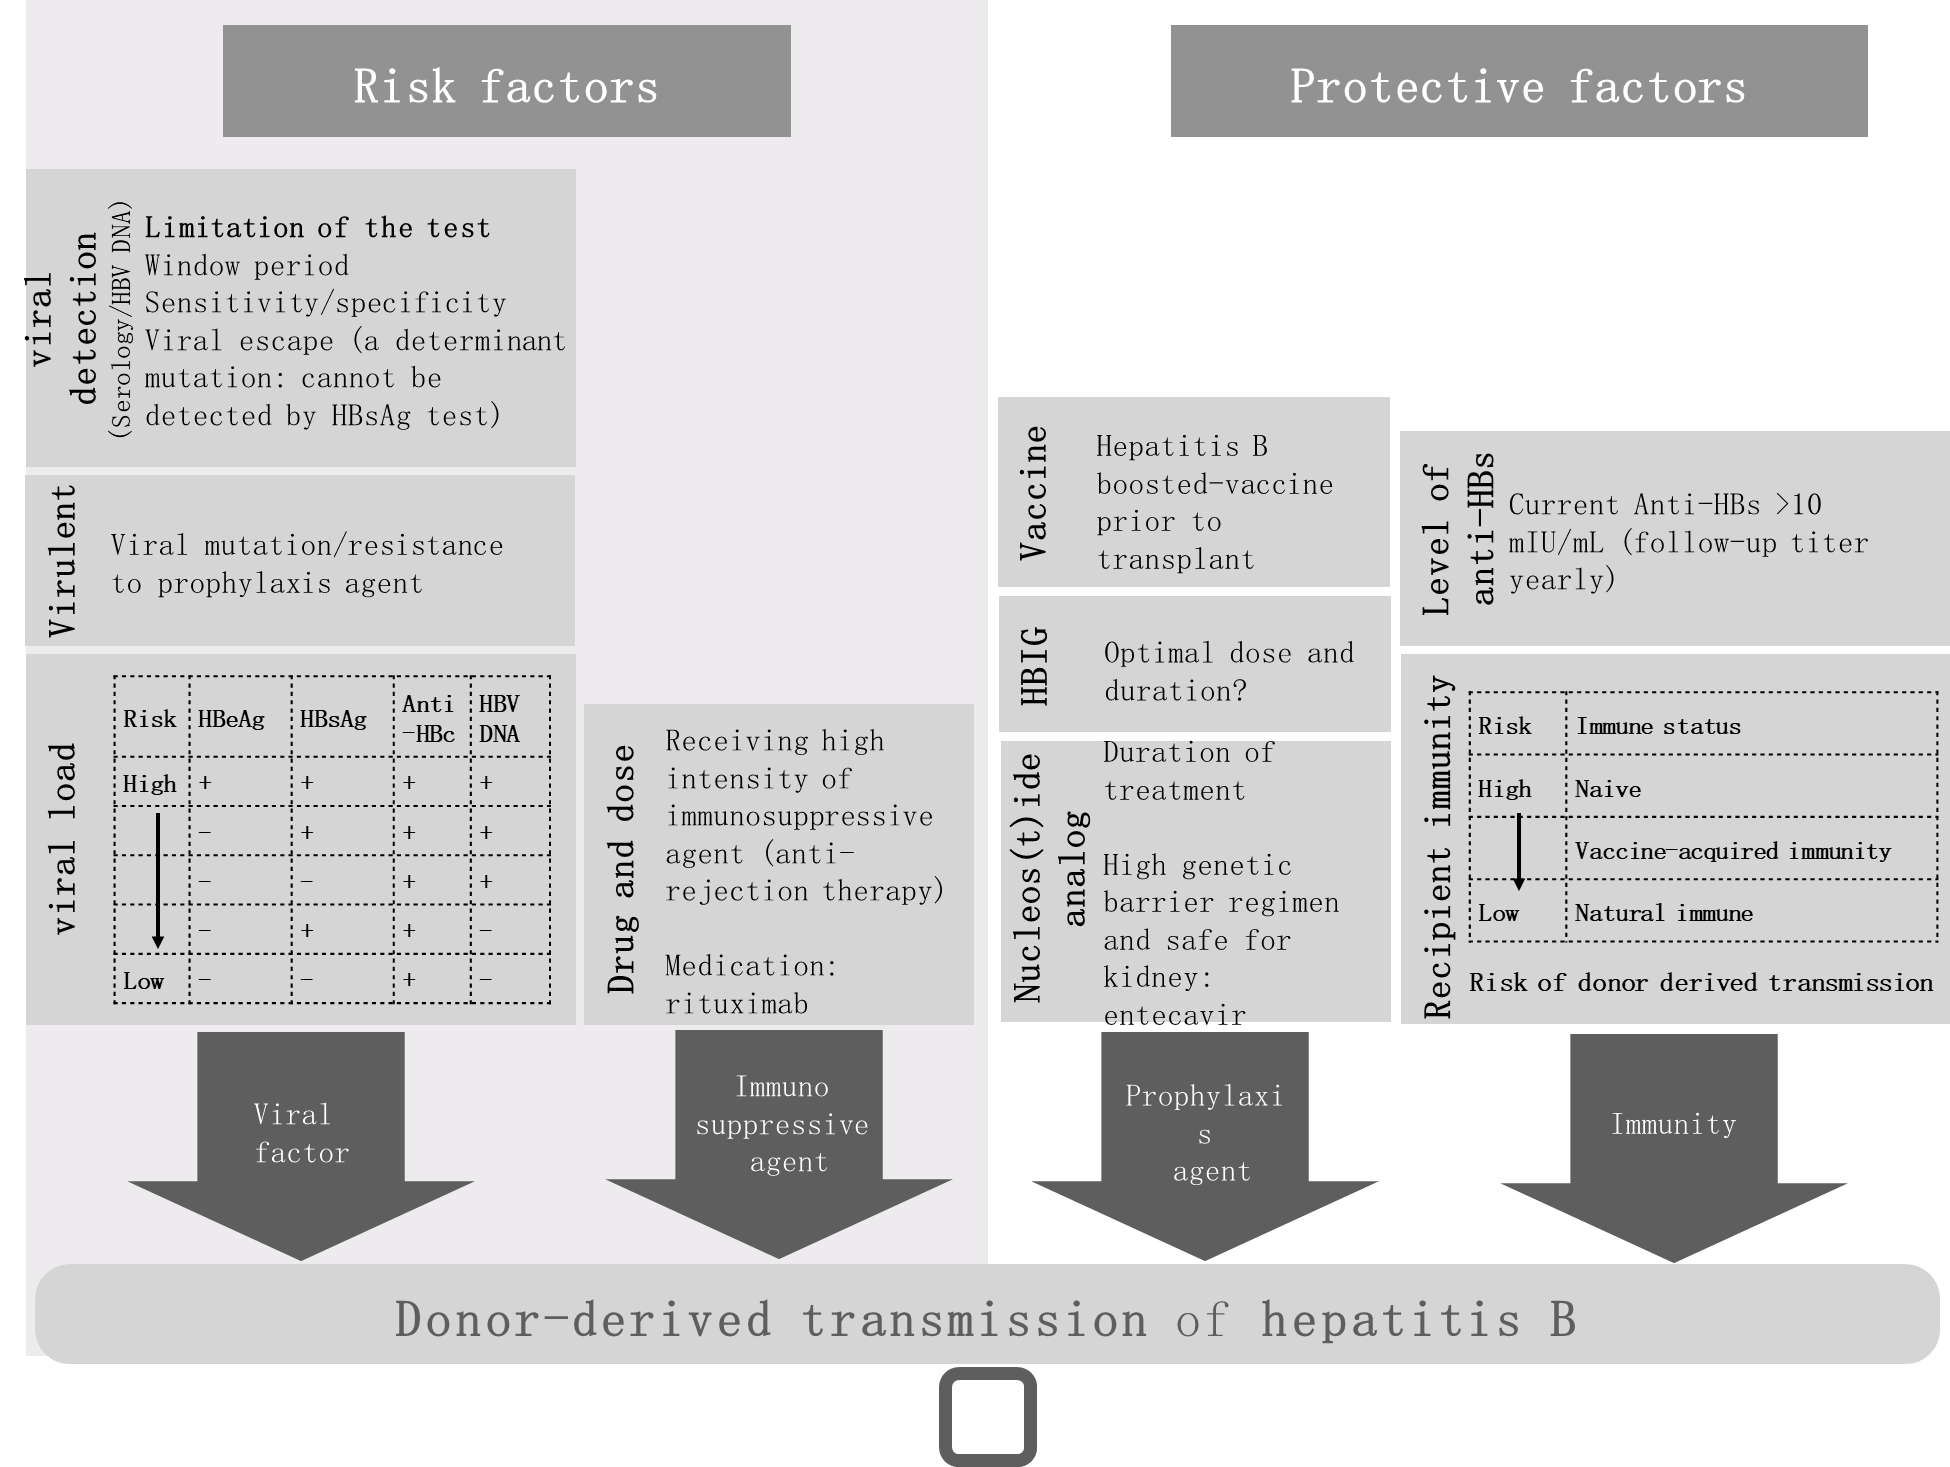 Risk factors
Protective factors
viral
detection
(Serology/HBV DNA)
Limitation of the test
Window period
Sensitivity/specificity
Viral escape (a determinant
mutation: cannot be
detected by HBsAg test)
Virulent
Viral mutation/resistance
to prophylaxis agent
viral load
Risk HBeAg HBsAg Anti-HBc HBV DNA
High + + + +
- + + +
- - + +
- + + -
Low - - + -
Drug and dose
Receiving high
intensity of
immunosuppressive
agent (anti-
rejection therapy)
Medication:
rituximab
Vaccine
Hepatitis B
boosted-vaccine
prior to
transplant
HBIG
Optimal dose and
duration?
Nucleos(t)ide
analog
Duration of
treatment
High genetic
barrier regimen
and safe for
kidney:
entecavir
Level of
anti-HBs
Current Anti-HBs >10
mIU/mL (follow-up titer
yearly)
Recipient immunity
Risk Immune status
High Naive
Vaccine-acquired immunity
Low Natural immune
Risk of donor derived transmission
Viral
factor
Immuno
suppressive
agent
Prophylaxi
s
agent
Immunity
Donor-derived transmission of hepatitis B